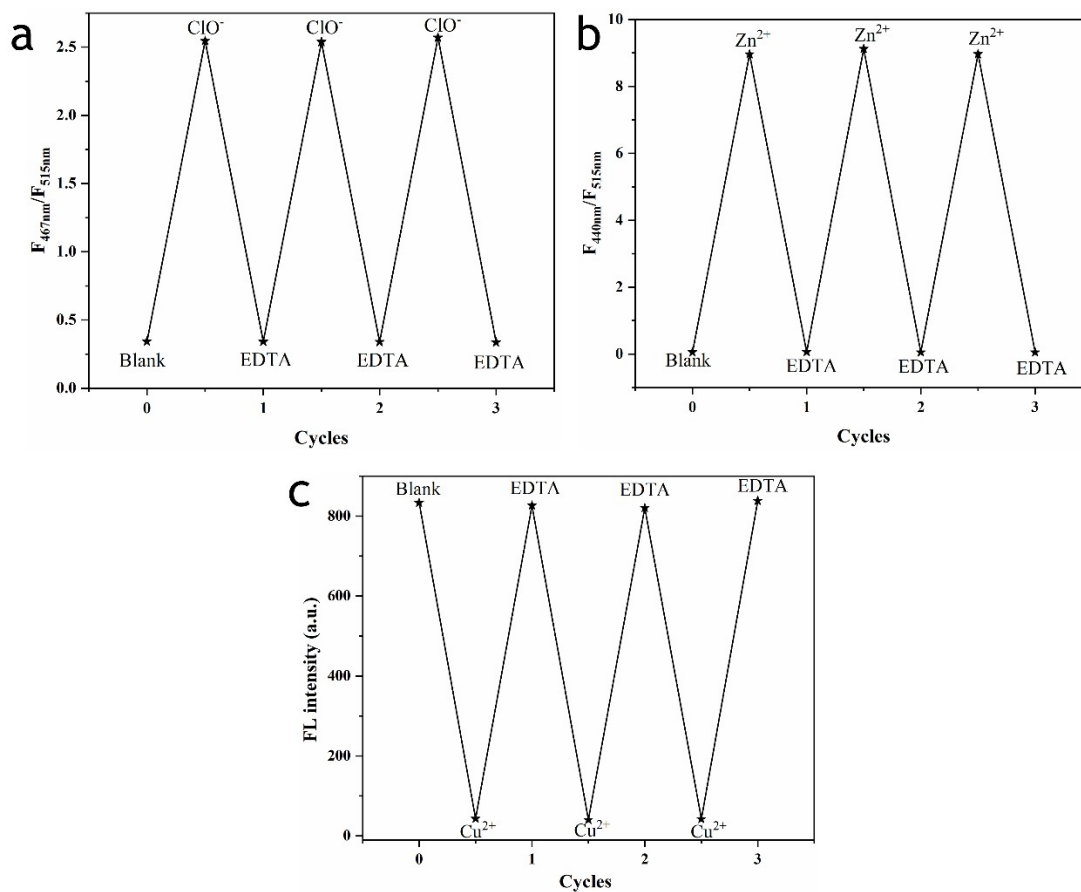 a
ClO⁻ ClO⁻ ClO⁻
2.5
2.0
1.5
1.0
0.5
0.0
F467nm/F515nm
Blank EDTA EDTA EDTA
0 1 2 3
Cycles
b
Zn²⁺ Zn²⁺ Zn²⁺
10
8
6
4
2
0
F440nm/F515nm
Blank EDTA EDTA EDTA
0 1 2 3
Cycles
c
Blank EDTA EDTA EDTA
800
600
400
200
0
FL intensity (a.u.)
Cu²⁺ Cu²⁺ Cu²⁺
0 1 2 3
Cycles